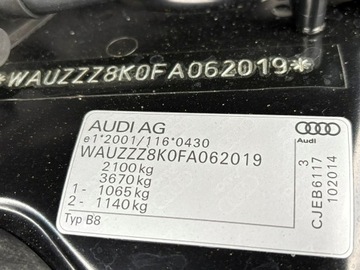 *WAUZZZ8K0FA062019*
AUDI AG
e1*2001/116*0430
WAUZZZ8K0FA062019
2100kg
3670kg
1- 1065kg
2- 1140kg
Typ B8
Audi
3
CJEB6117
102014